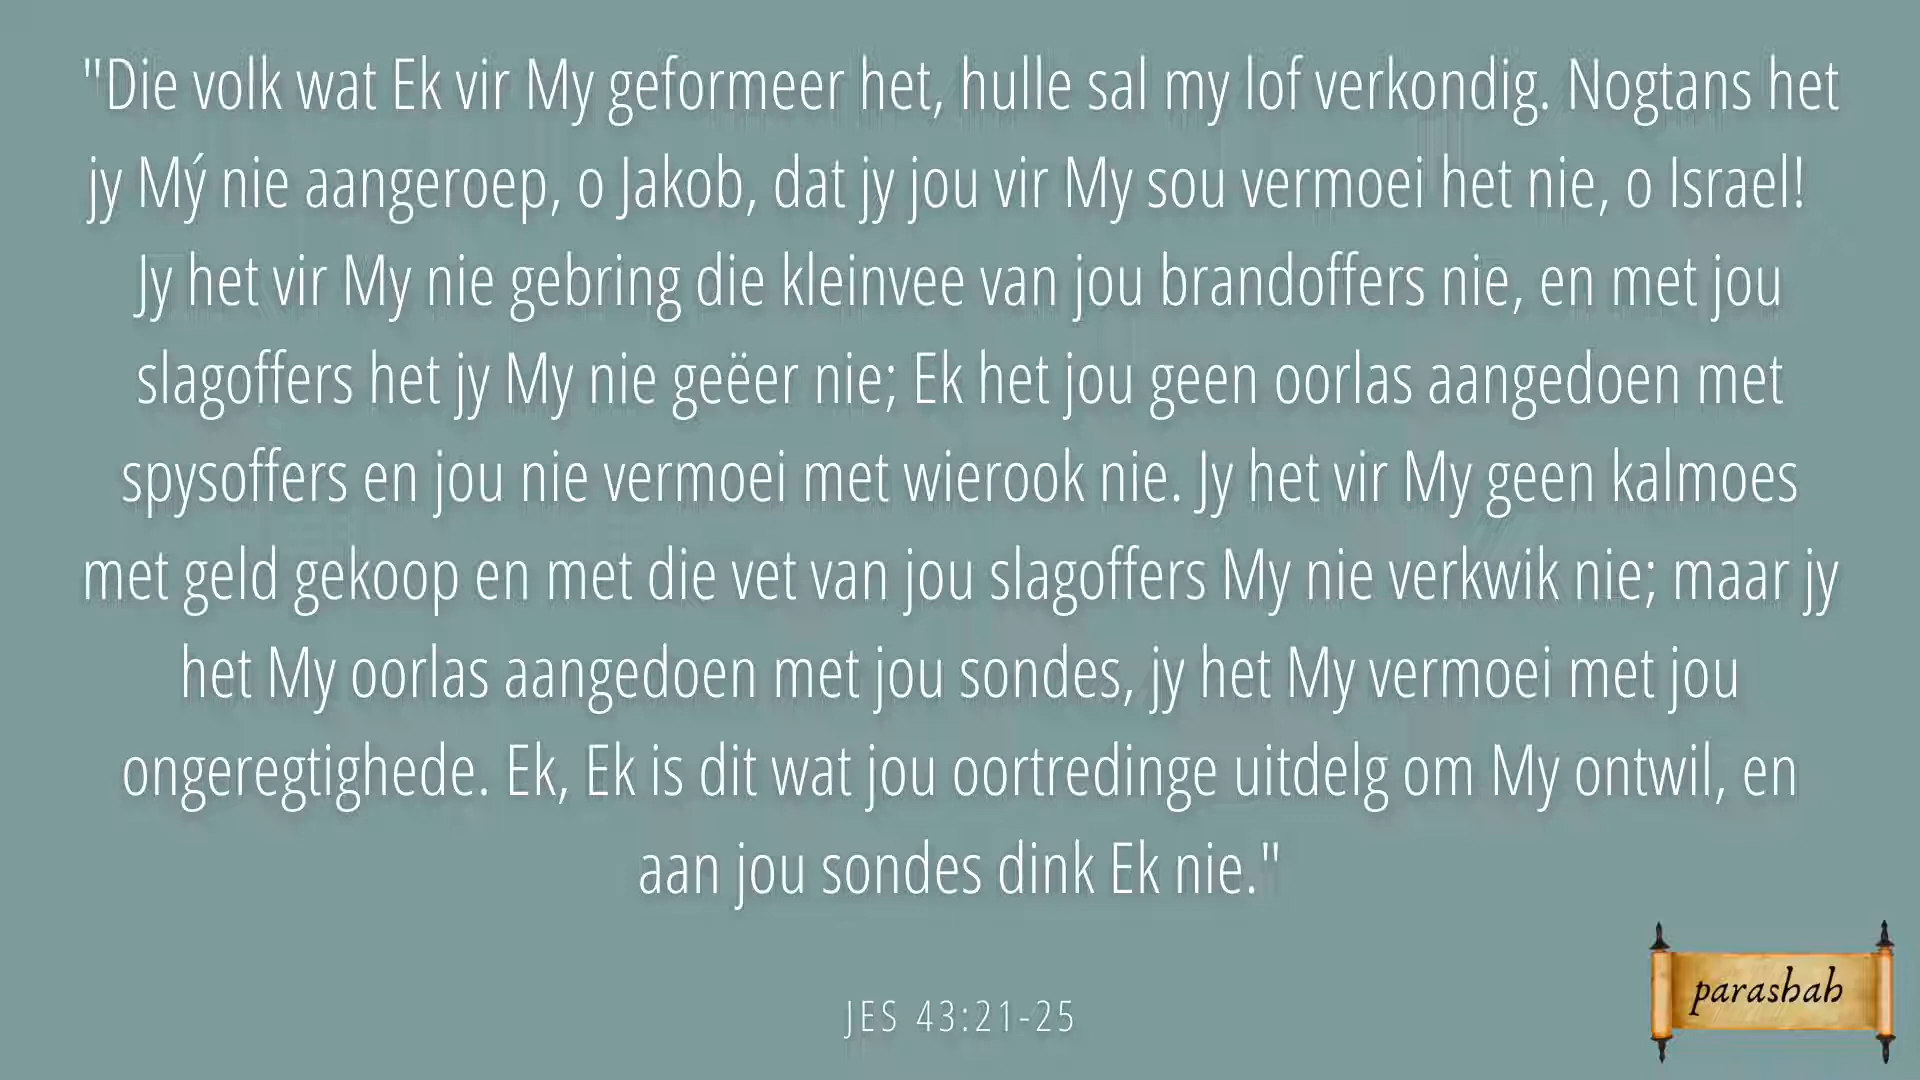 "Die volk wat Ek vir My geformeer het, hulle sal my lof verkondig. Nogtans het
jy Mý nie aangeroep, o Jakob, dat jy jou vir My sou vermoei het nie, o Israel!
Jy het vir My nie gebring die kleinvee van jou brandoffers nie, en met jou
slagoffers het jy My nie geëer nie; Ek het jou geen oorlas aangedoen met
spysoffers en jou nie vermoei met wierook nie. Jy het vir My geen kalmoes
met geld gekoop en met die vet van jou slagoffers My nie verkwik nie; maar jy
het My oorlas aangedoen met jou sondes, jy het My vermoei met jou
ongeregtighede. Ek, Ek is dit wat jou oortredinge uitdelg om My ontwil, en
aan jou sondes dink Ek nie."
JES 43:21-25
parashah